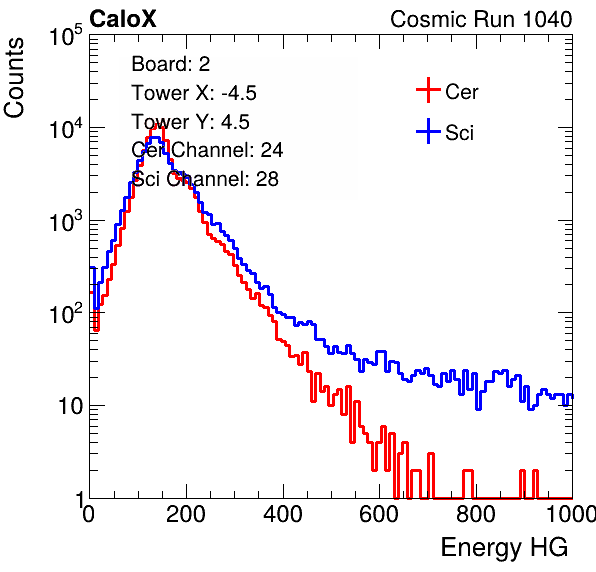 CaloX Cosmic Run 1040
Counts
10^5
10^4
10^3
10^2
10
1
Board: 2
Tower X: -4.5
Tower Y: 4.5
Cer Channel: 24
Sci Channel: 28
Cer
Sci
0 200 400 600 800 1000
Energy HG